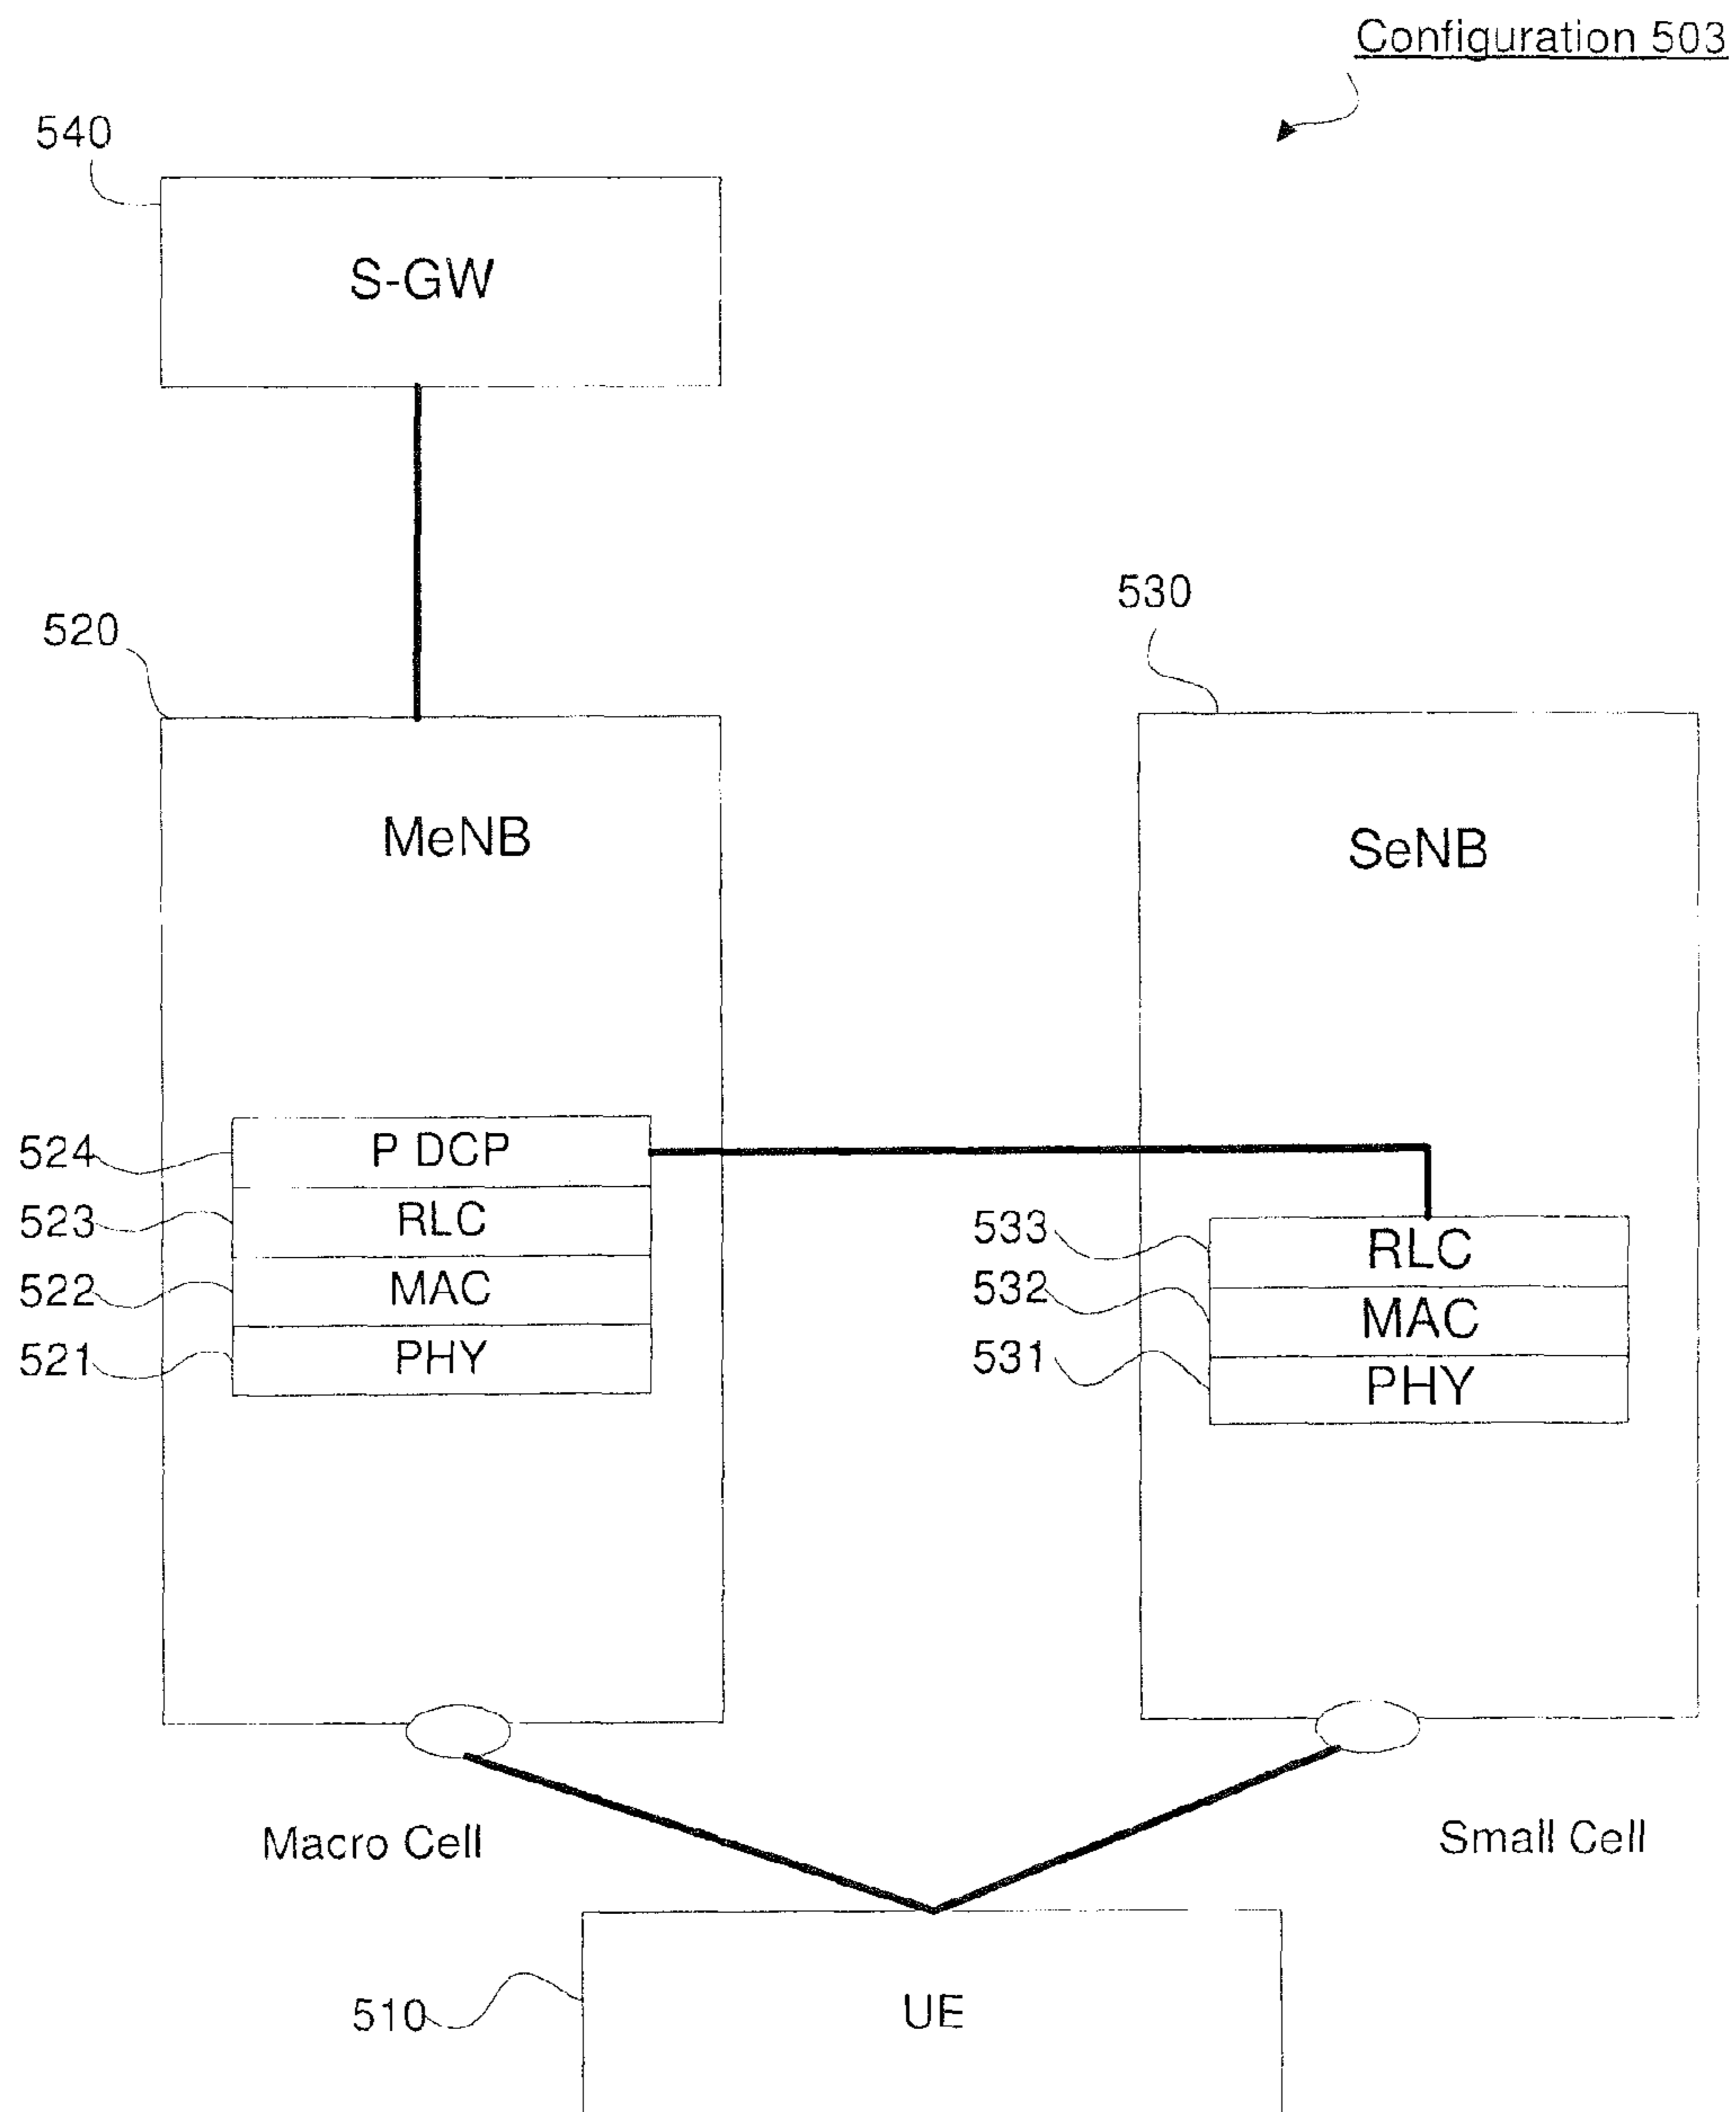 Configuration 503
540
S-GW
530
520
MeNB
SeNB
524 P DCP
523 RLC
522 MAC
521 PHY
533 RLC
532 MAC
531 PHY
Macro Cell
Small Cell
510 UE